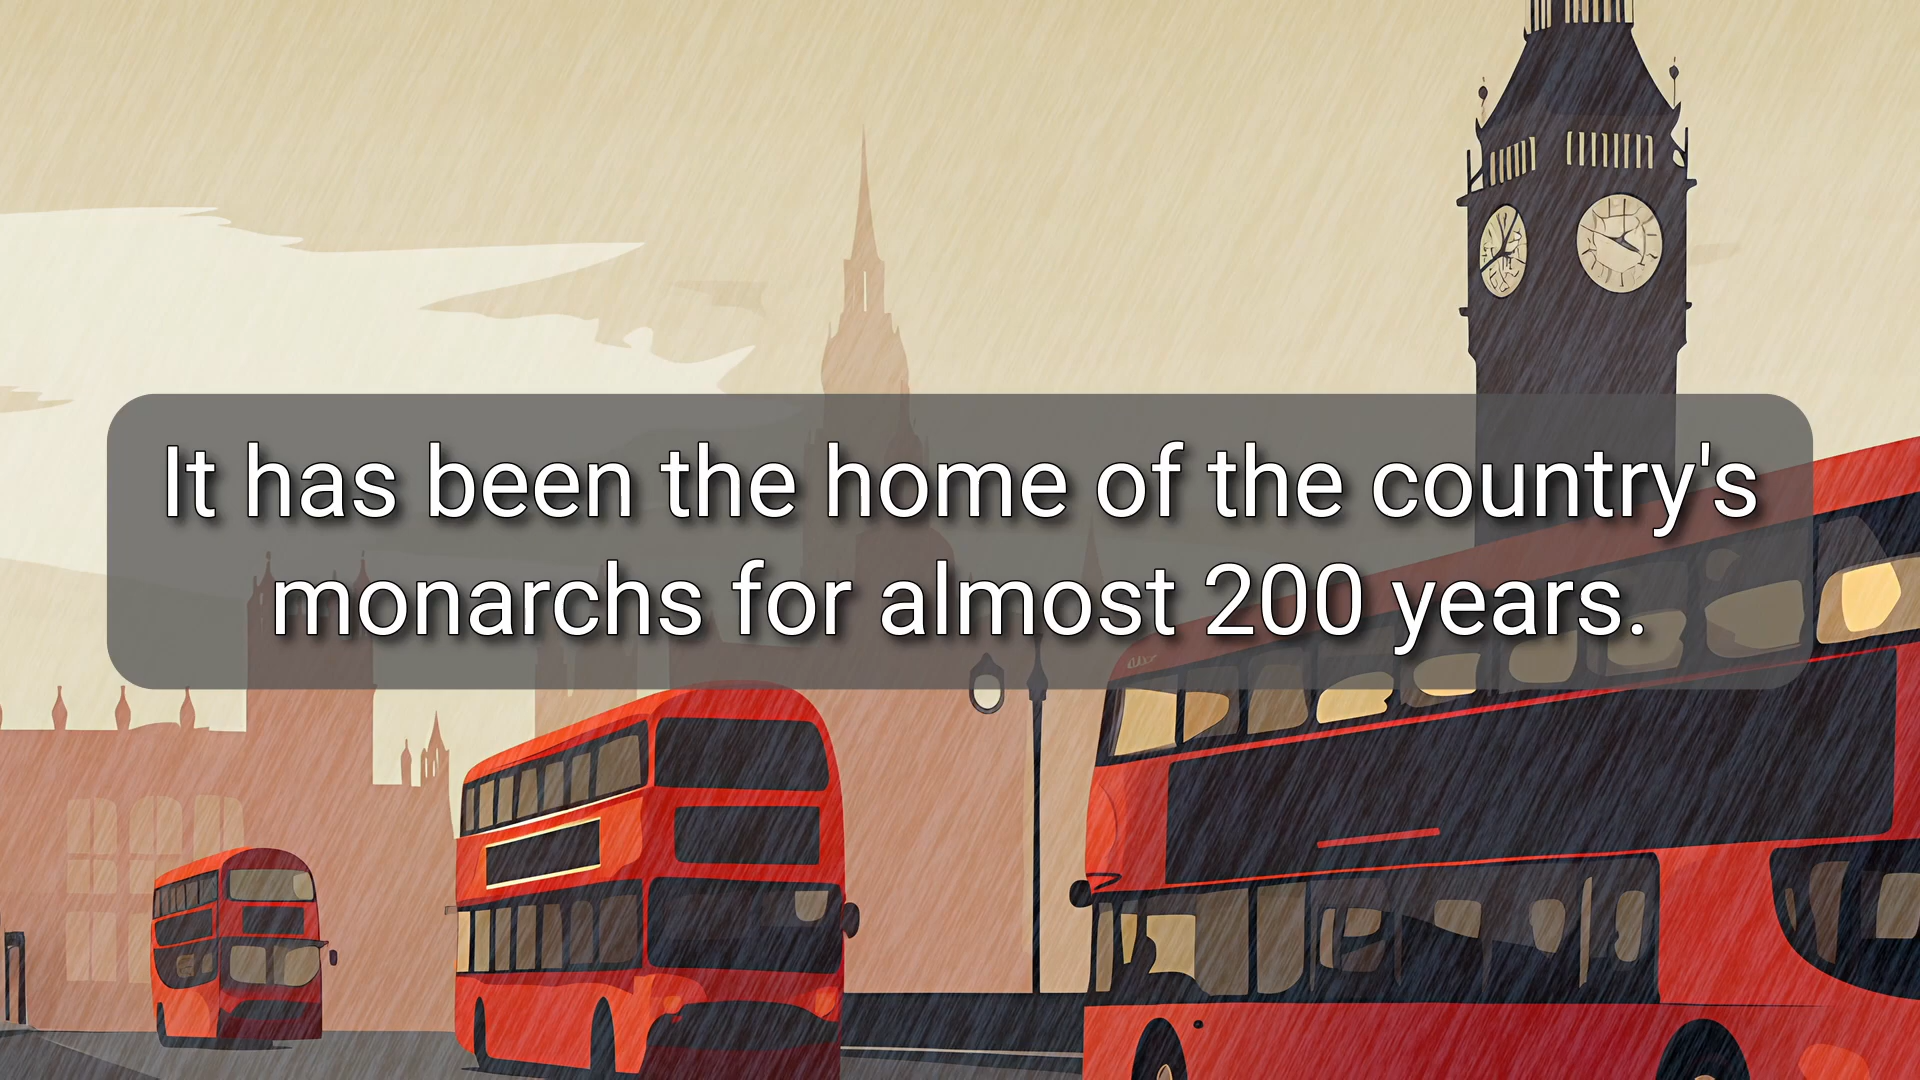 It has been the home of the country's
monarchs for almost 200 years.